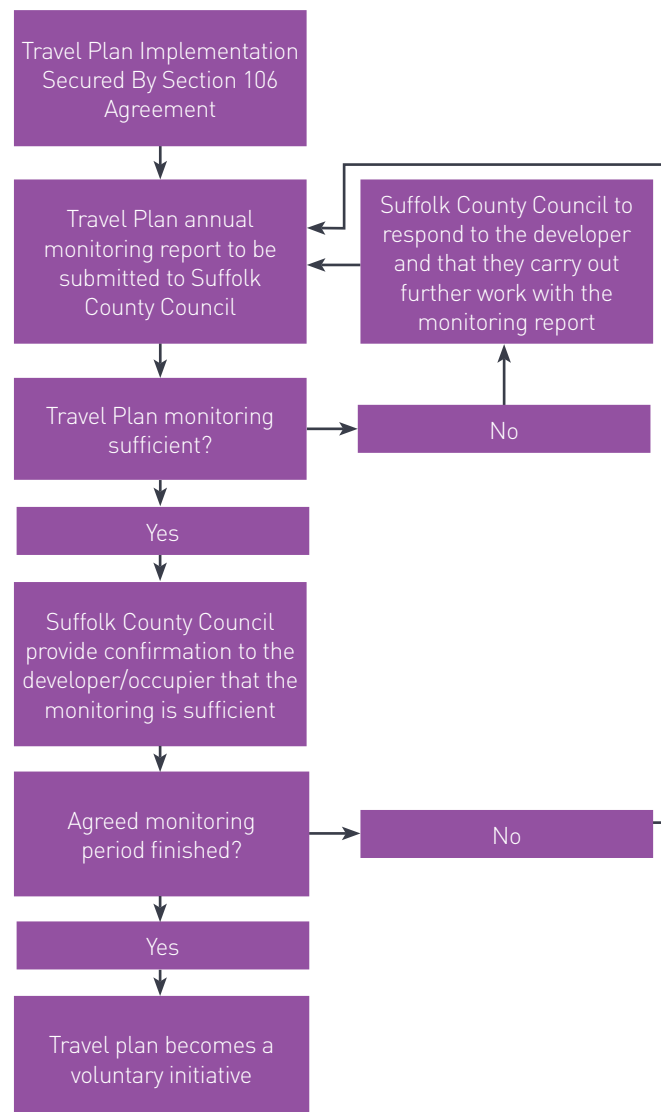 Travel Plan Implementation
Secured By Section 106
Agreement
Travel Plan annual
monitoring report to be
submitted to Suffolk
County Council
Suffolk County Council to
respond to the developer
and that they carry out
further work with the
monitoring report
Travel Plan monitoring
sufficient?
No
Yes
Suffolk County Council
provide confirmation to the
developer/occupier that the
monitoring is sufficient
Agreed monitoring
period finished?
No
Yes
Travel plan becomes a
voluntary initiative